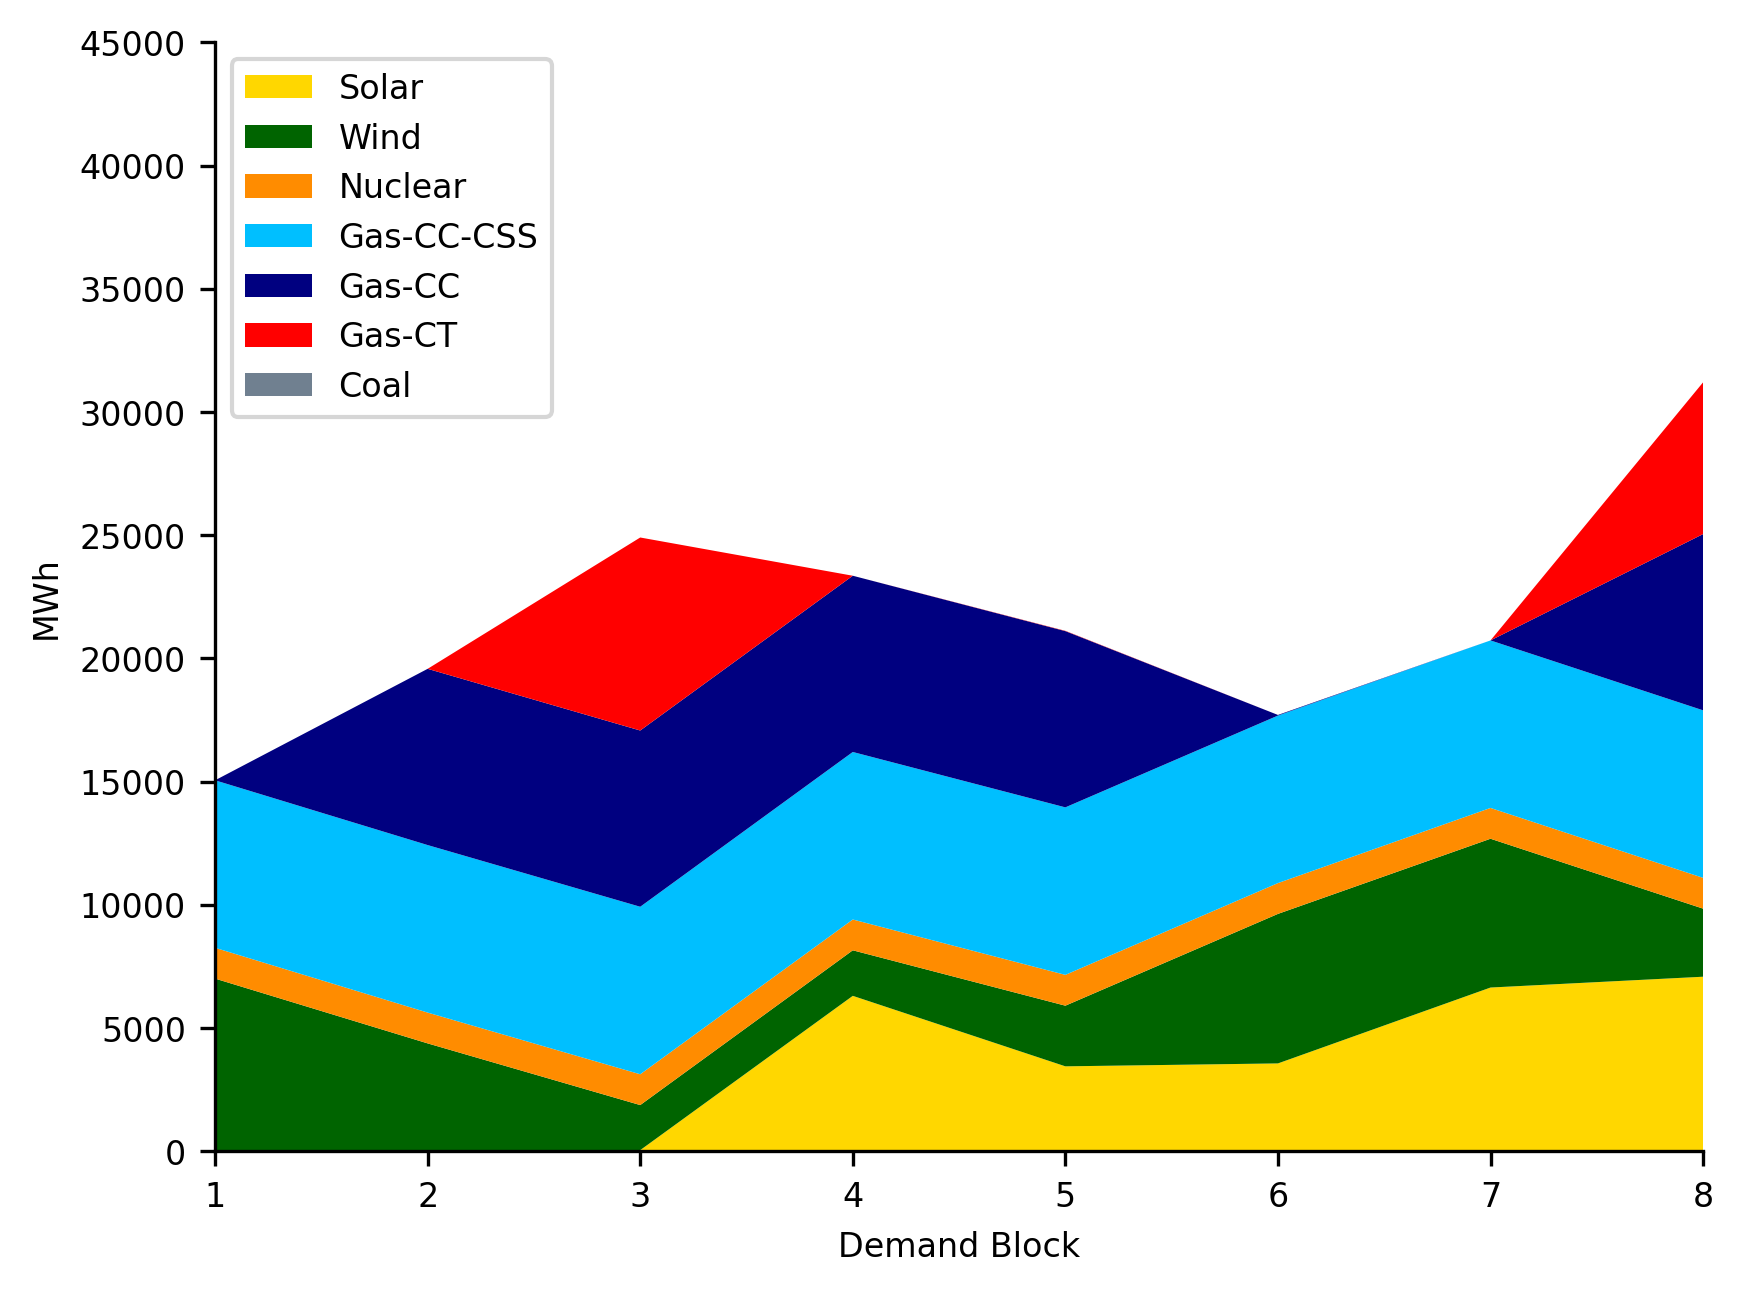 45000
40000
35000
30000
25000
20000
15000
10000
5000
0
MWh
Solar
Wind
Nuclear
Gas-CC-CSS
Gas-CC
Gas-CT
Coal
1 2 3 4 5 6 7 8
Demand Block